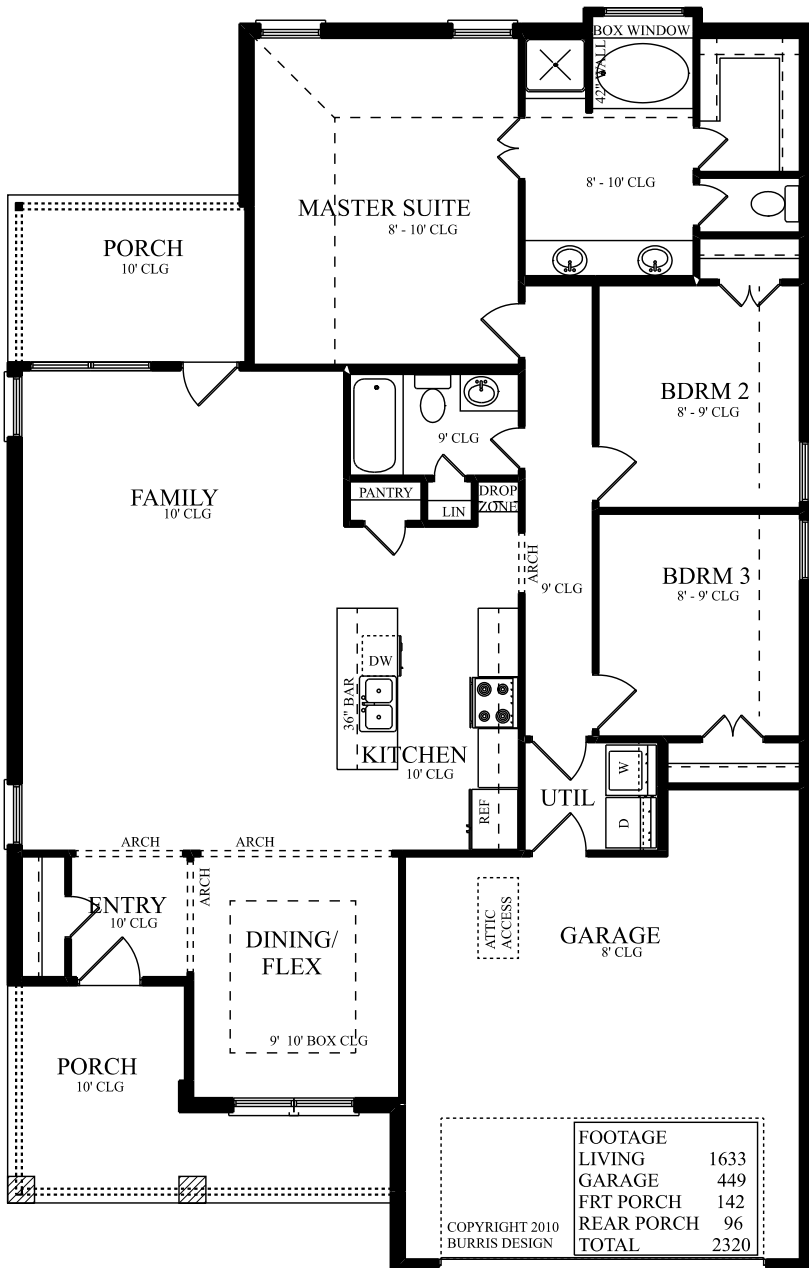 BOX WINDOW
42" WALL
8' - 10' CLG
MASTER SUITE
8' - 10' CLG
PORCH
10' CLG
BDRM 2
8' - 9' CLG
9' CLG
FAMILY
10' CLG
PANTRY
LIN
DROP
ZONE
ARCH
9' CLG
BDRM 3
8' - 9' CLG
DW
36" BAR
KITCHEN
10' CLG
REF
UTIL
W
D
ARCH
ARCH
ARCH
ENTRY
10' CLG
DINING/
FLEX
9' 10' BOX CLG
ATTIC
ACCESS
GARAGE
8' CLG
PORCH
10' CLG
COPYRIGHT 2010
BURRIS DESIGN
FOOTAGE
LIVING 1633
GARAGE 449
FRT PORCH 142
REAR PORCH 96
TOTAL 2320